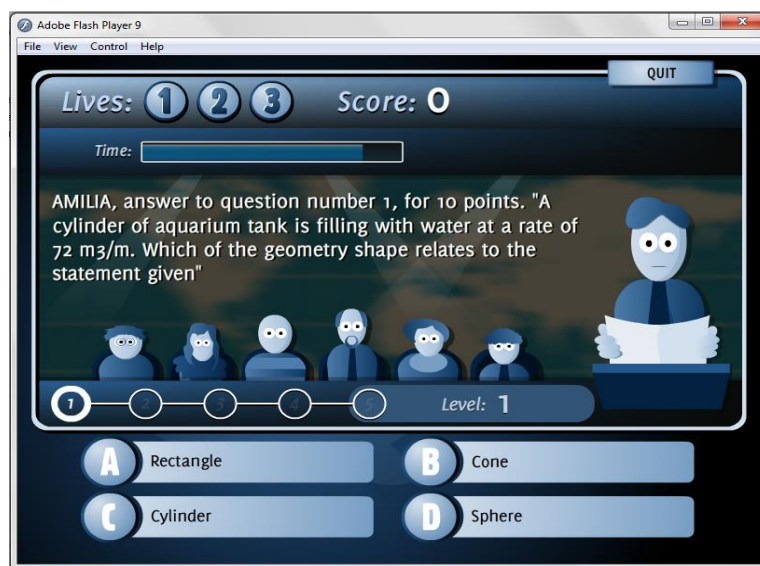 Adobe Flash Player 9
File View Control Help
QUIT
Lives: 1 2 3 Score: 0
Time:
AMILIA, answer to question number 1, for 10 points. "A
cylinder of aquarium tank is filling with water at a rate of
72 m3/m. Which of the geometry shape relates to the
statement given"
1 2 3 4 5 Level: 1
A Rectangle
B Cone
C Cylinder
D Sphere